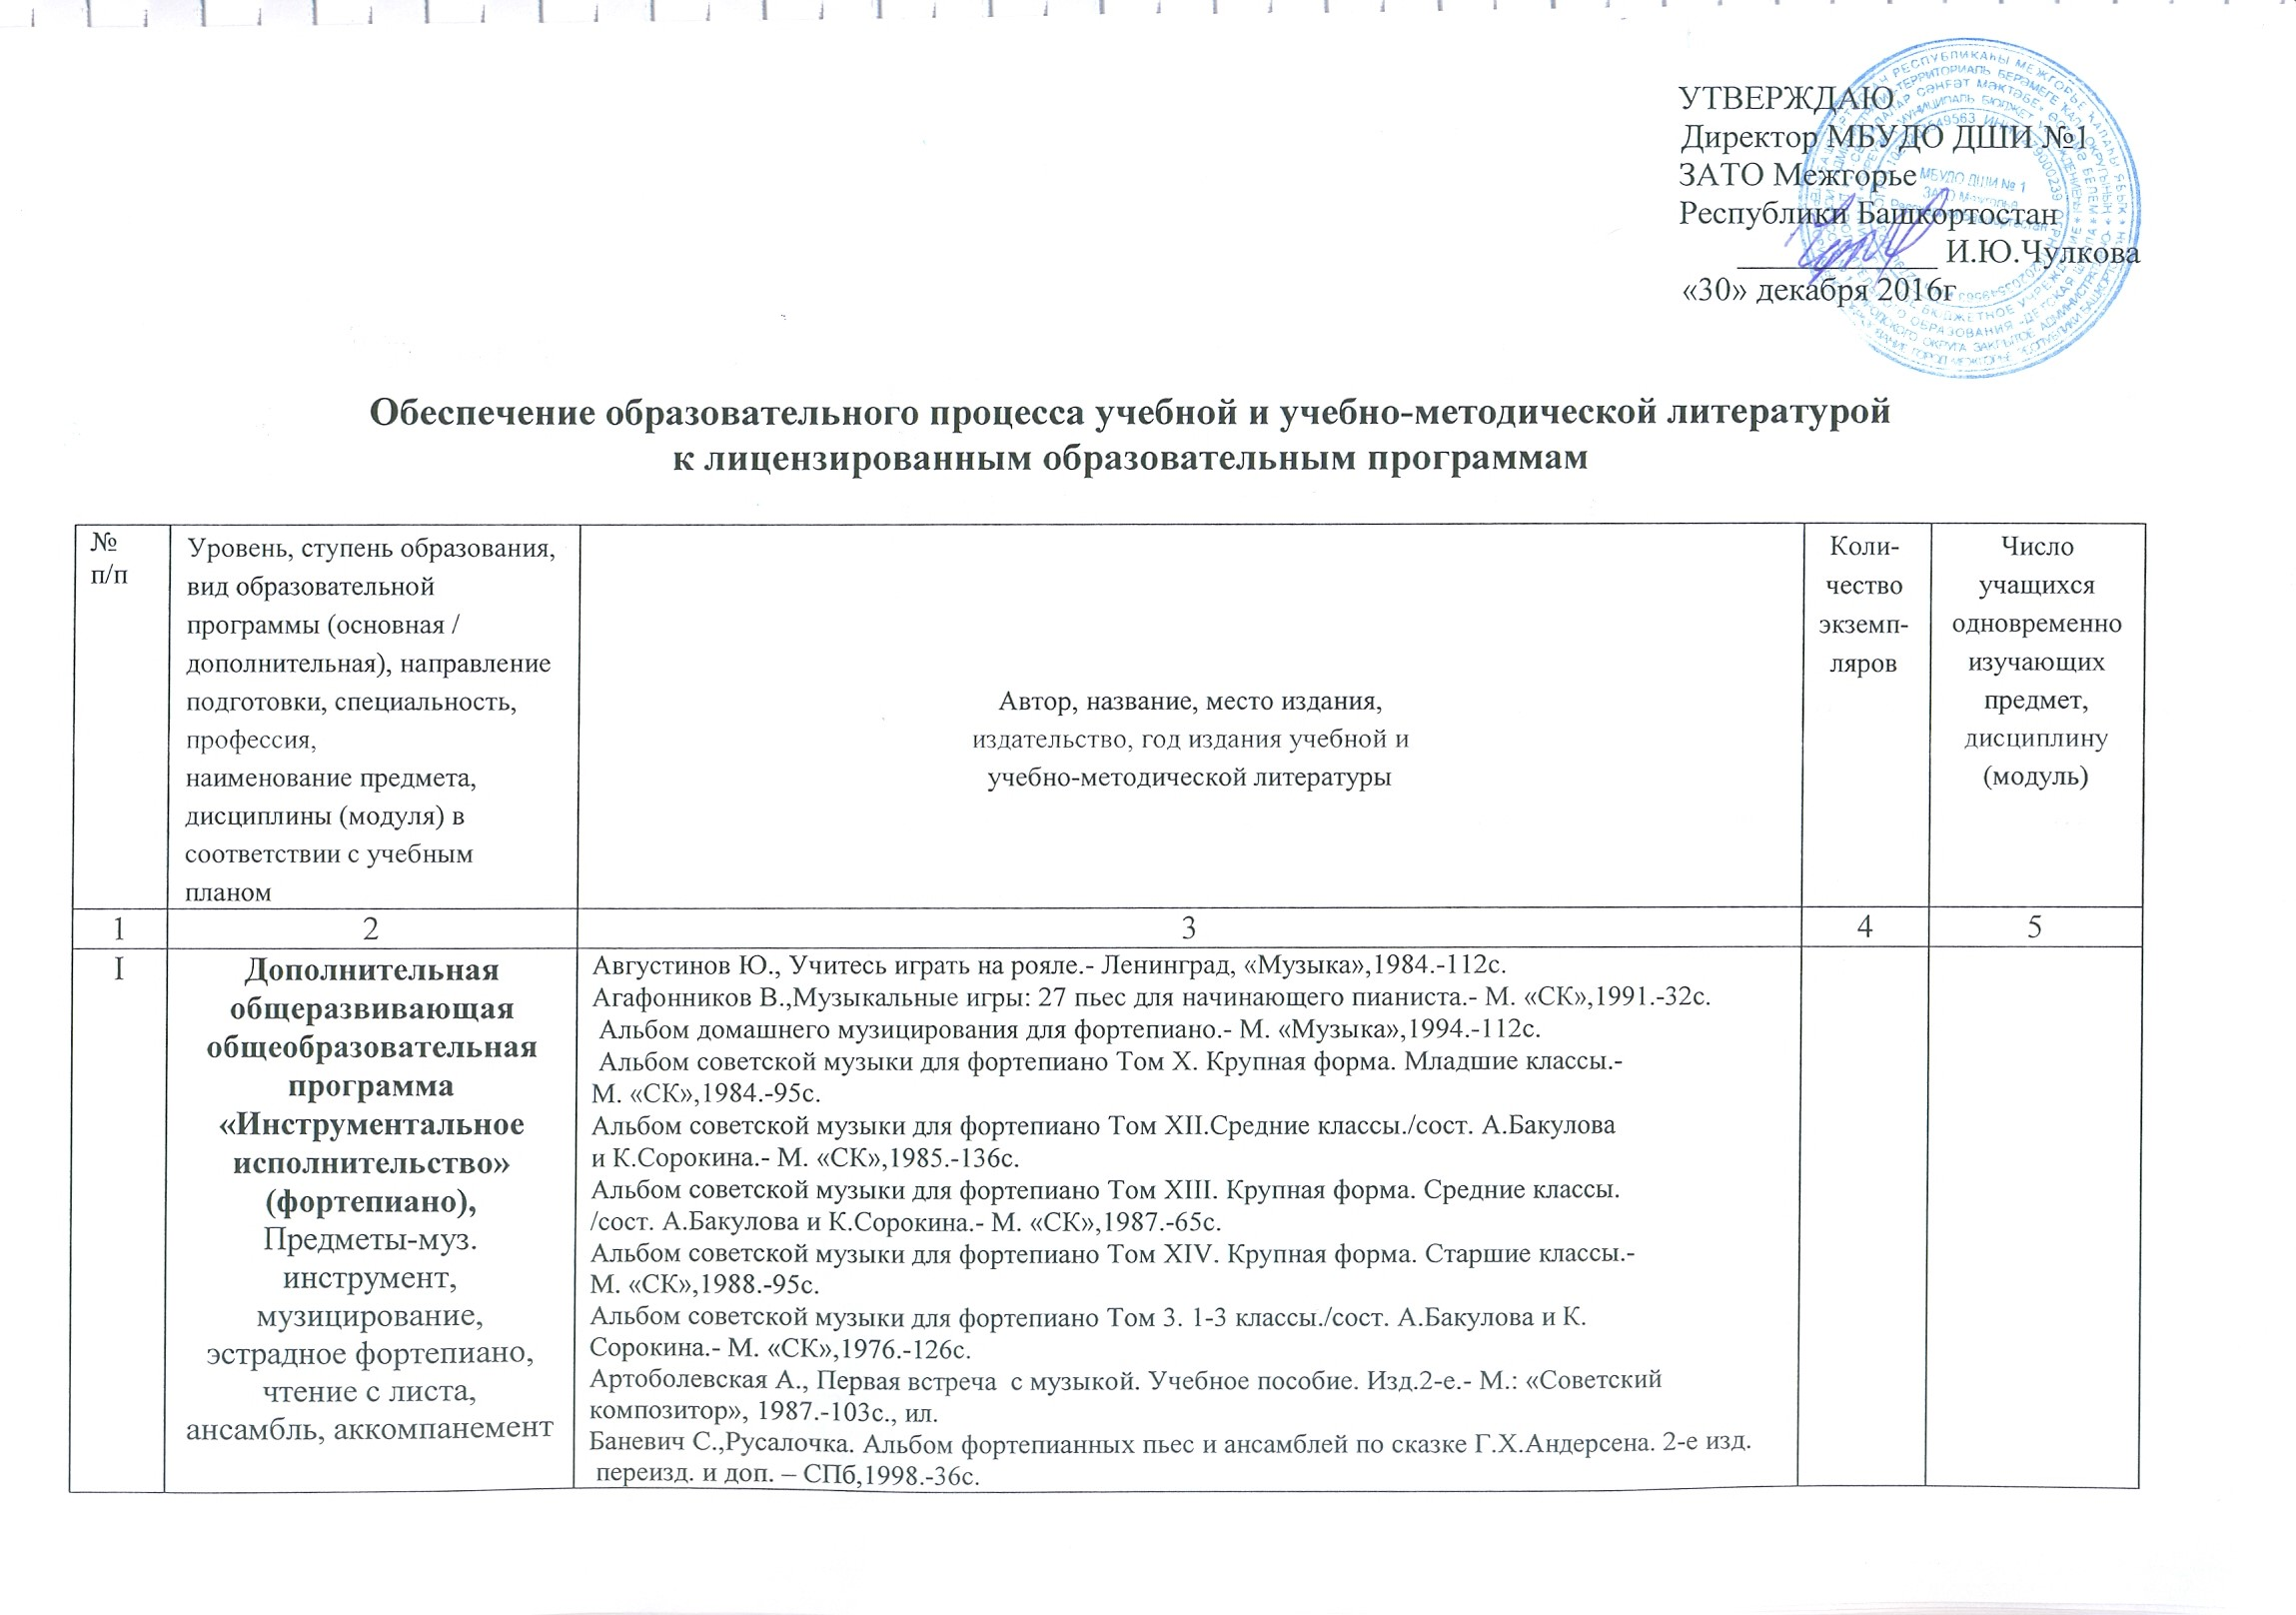 УТВЕРЖДАЮ
Директор МБУДО ДШИ №1
ЗАТО Межгорье
Республики Башкортостан
____________ И.Ю.Чулкова
«30» декабря 2016г
МБУДО ДШИ № 1
Обеспечение образовательного процесса учебной и учебно-методической литературой
к лицензированным образовательным программам
№
п/п
Уровень, ступень образования,
вид образовательной
программы (основная /
дополнительная), направление
подготовки, специальность,
профессия,
наименование предмета,
дисциплины (модуля) в
соответствии с учебным
планом
Автор, название, место издания,
издательство, год издания учебной и
учебно-методической литературы
Коли-
чество
экземп-
ляров
Число
учащихся
одновременно
изучающих
предмет,
дисциплину
(модуль)
1
2
3
4
5
I
Дополнительная
общеразвивающая
общеобразовательная
программа
«Инструментальное
исполнительство»
(фортепиано),
Предметы-муз.
инструмент,
музицирование,
эстрадное фортепиано,
чтение с листа,
ансамбль, аккомпанемент
Августинов Ю., Учитесь играть на рояле.- Ленинград, «Музыка»,1984.-112с.
Агафонников В.,Музыкальные игры: 27 пьес для начинающего пианиста.- М. «СК»,1991.-32с.
Альбом домашнего музицирования для фортепиано.- М. «Музыка»,1994.-112с.
Альбом советской музыки для фортепиано Том X. Крупная форма. Младшие классы.-
М. «СК»,1984.-95с.
Альбом советской музыки для фортепиано Том XII.Средние классы./сост. А.Бакулова
и К.Сорокина.- М. «СК»,1985.-136с.
Альбом советской музыки для фортепиано Том XIII. Крупная форма. Средние классы.
/сост. А.Бакулова и К.Сорокина.- М. «СК»,1987.-65с.
Альбом советской музыки для фортепиано Том XIV. Крупная форма. Старшие классы.-
М. «СК»,1988.-95с.
Альбом советской музыки для фортепиано Том 3. 1-3 классы./сост. А.Бакулова и К.
Сорокина.- М. «СК»,1976.-126с.
Артоболевская А., Первая встреча  с музыкой. Учебное пособие. Изд.2-е.- М.: «Советский
композитор», 1987.-103с., ил.
Баневич С.,Русалочка. Альбом фортепианных пьес и ансамблей по сказке Г.Х.Андерсена. 2-е изд.
переизд. и доп. – СПб,1998.-36с.